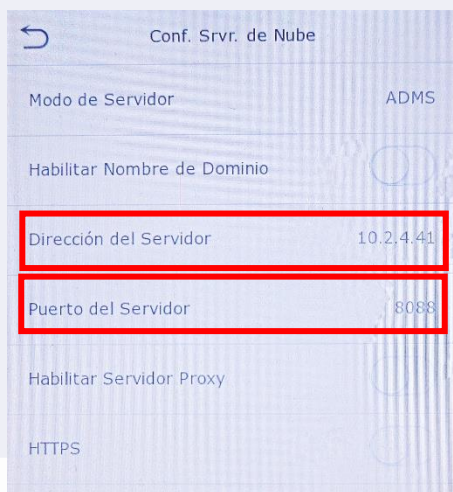 Conf. Srvr. de Nube
Modo de Servidor ADMS
Habilitar Nombre de Dominio
Dirección del Servidor 10.2.4.41
Puerto del Servidor 8088
Habilitar Servidor Proxy
HTTPS